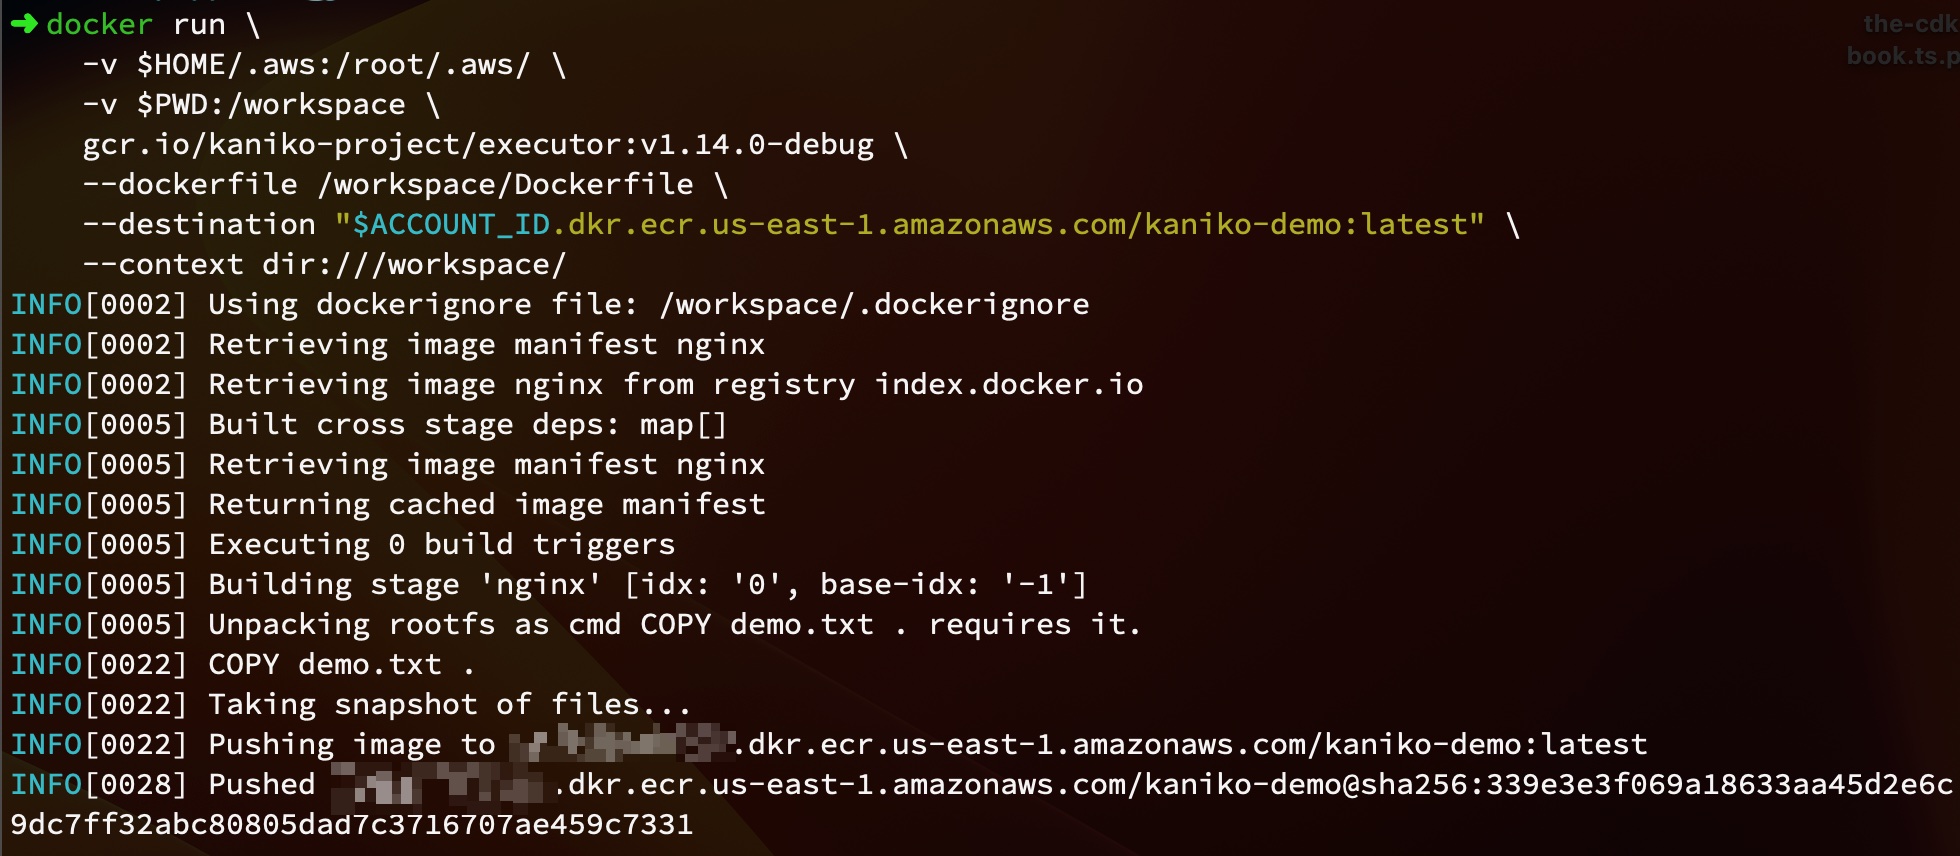 ➜ docker run \
-v $HOME/.aws:/root/.aws/ \
-v $PWD:/workspace \
gcr.io/kaniko-project/executor:v1.14.0-debug \
--dockerfile /workspace/Dockerfile \
--destination "$ACCOUNT_ID.dkr.ecr.us-east-1.amazonaws.com/kaniko-demo:latest" \
--context dir:///workspace/
INFO[0002] Using dockerignore file: /workspace/.dockerignore
INFO[0002] Retrieving image manifest nginx
INFO[0002] Retrieving image nginx from registry index.docker.io
INFO[0005] Built cross stage deps: map[]
INFO[0005] Retrieving image manifest nginx
INFO[0005] Returning cached image manifest
INFO[0005] Executing 0 build triggers
INFO[0005] Building stage 'nginx' [idx: '0', base-idx: '-1']
INFO[0005] Unpacking rootfs as cmd COPY demo.txt . requires it.
INFO[0022] COPY demo.txt .
INFO[0022] Taking snapshot of files...
INFO[0022] Pushing image to .dkr.ecr.us-east-1.amazonaws.com/kaniko-demo:latest
INFO[0028] Pushed .dkr.ecr.us-east-1.amazonaws.com/kaniko-demo@sha256:339e3e3f069a18633aa45d2e6c
9dc7ff32abc80805dad7c3716707ae459c7331
the-cdk
book.ts.p